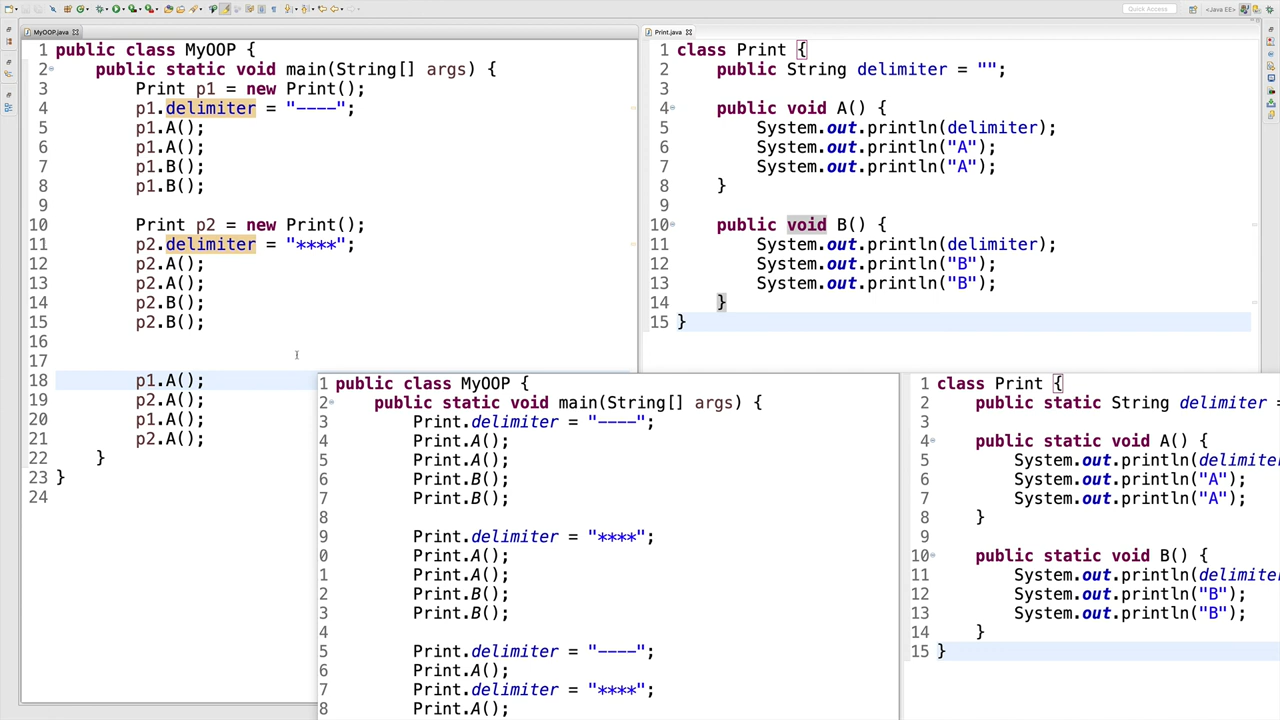 Quick Access
<Java EE>
MyOOP.java
1 public class MyOOP {
2 public static void main(String[] args) {
3 Print p1 = new Print();
4 p1.delimiter = "----";
5 p1.A();
6 p1.A();
7 p1.B();
8 p1.B();
9
10 Print p2 = new Print();
11 p2.delimiter = "****";
12 p2.A();
13 p2.A();
14 p2.B();
15 p2.B();
16
17
18 p1.A();
19 p2.A();
20 p1.A();
21 p2.A();
22 }
23 }
24
Print.java
1 class Print {
2 public String delimiter = "";
3
4 public void A() {
5 System.out.println(delimiter);
6 System.out.println("A");
7 System.out.println("A");
8 }
9
10 public void B() {
11 System.out.println(delimiter);
12 System.out.println("B");
13 System.out.println("B");
14 }
15 }
1 public class MyOOP {
2 public static void main(String[] args) {
3 Print.delimiter = "----";
4 Print.A();
5 Print.A();
6 Print.B();
7 Print.B();
8
9 Print.delimiter = "****";
0 Print.A();
1 Print.A();
2 Print.B();
3 Print.B();
4
5 Print.delimiter = "----";
6 Print.A();
7 Print.delimiter = "****";
8 Print.A();
1 class Print {
2 public static String delimiter =
3
4 public static void A() {
5 System.out.println(delimiter
6 System.out.println("A");
7 System.out.println("A");
8 }
9
10 public static void B() {
11 System.out.println(delimiter
12 System.out.println("B");
13 System.out.println("B");
14 }
15 }